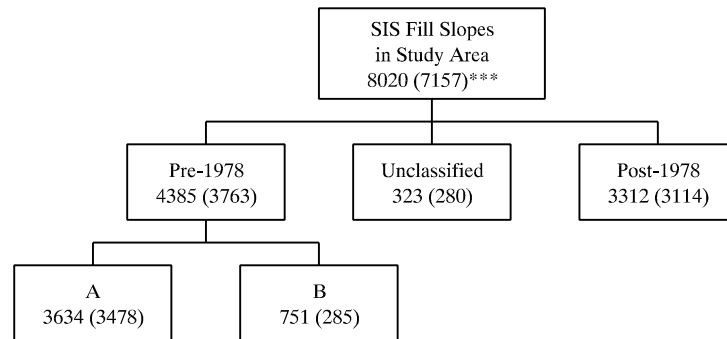 SIS Fill Slopes
in Study Area
8020 (7157)***
Pre-1978
4385 (3763)
Unclassified
323 (280)
Post-1978
3312 (3114)
A
3634 (3478)
B
751 (285)